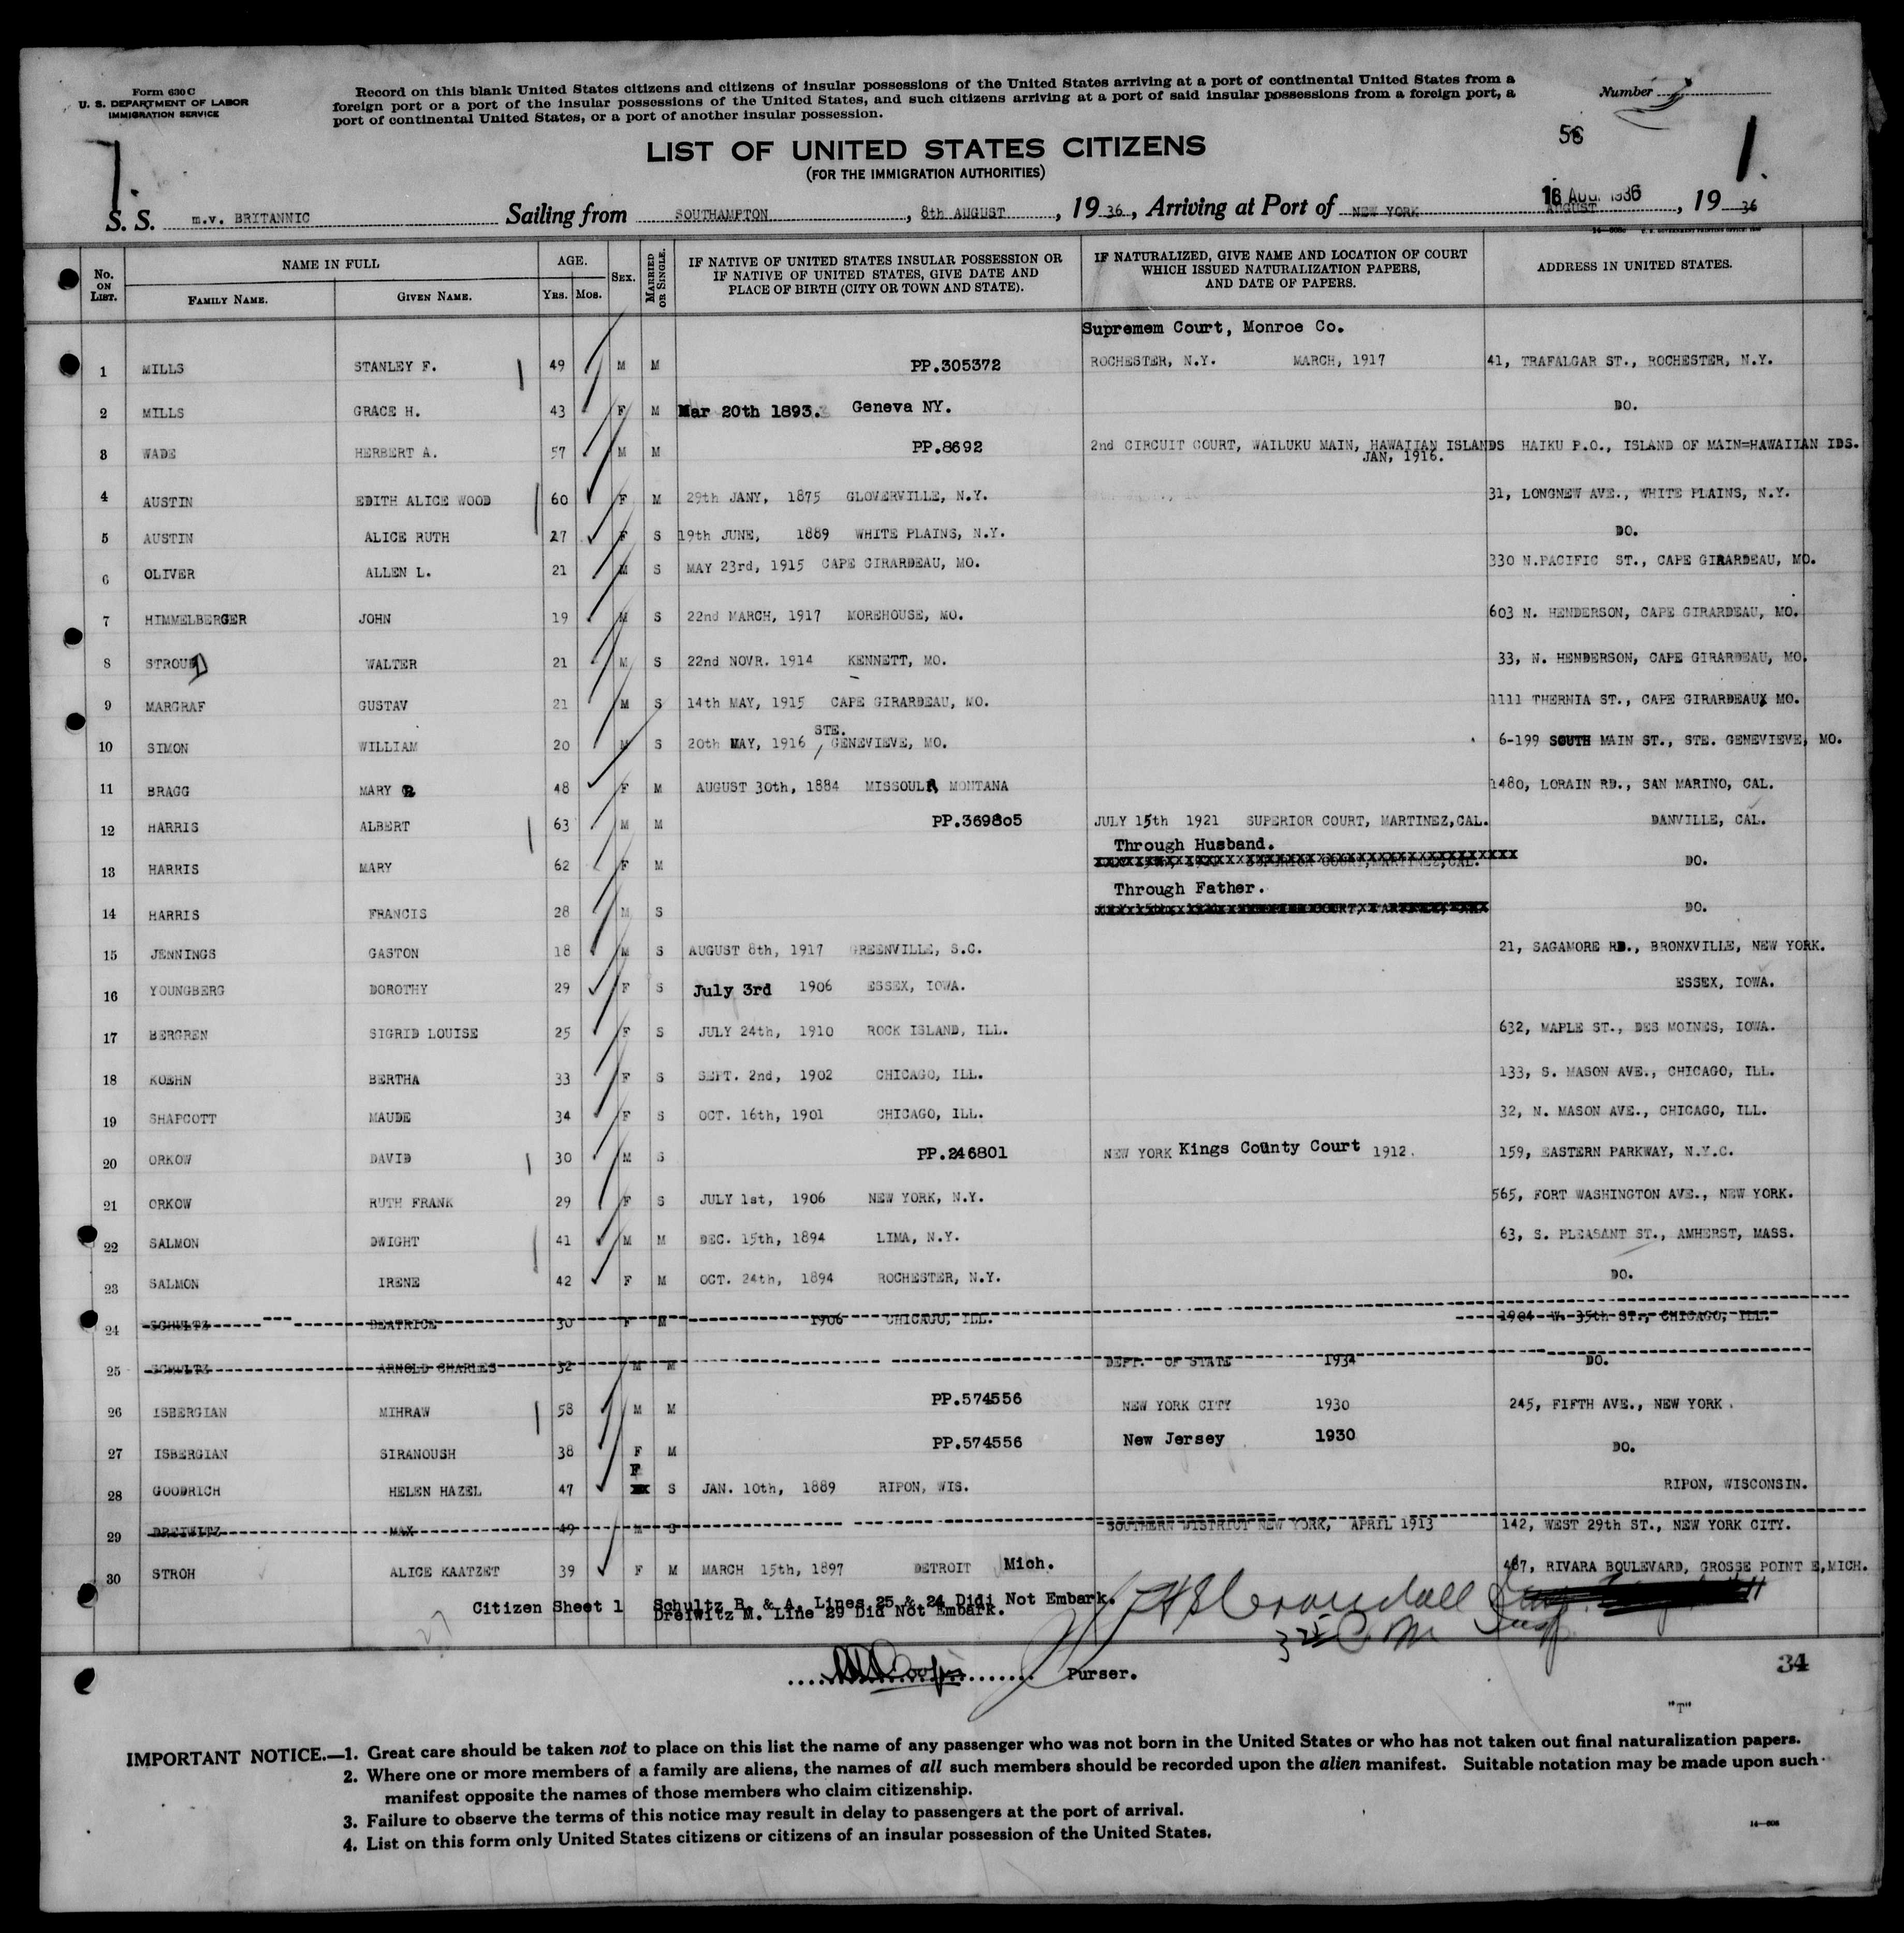 Form 630 C
U. S. DEPARTMENT OF LABOR
IMMIGRATION SERVICE
Record on this blank United States citizens and citizens of insular possessions of the United States arriving at a port of continental United States from a
foreign port or a port of the insular possessions of the United States, and such citizens arriving at a port of said insular possessions from a foreign port, a
port of continental United States, or a port of another insular possession.
Number
56
1.
1.
LIST OF UNITED STATES CITIZENS
(FOR THE IMMIGRATION AUTHORITIES)
S. S. m.v. BRITANNIC Sailing from SOUTHAMPTON, 8th AUGUST, 19 36, Arriving at Port of NEW YORK 16 AUG 1936 AUGUST, 19 36
No. ON LIST. NAME IN FULL FAMILY NAME. GIVEN NAME. AGE. YRS. MOS. SEX. MARRIED OR SINGLE. IF NATIVE OF UNITED STATES INSULAR POSSESSION OR IF NATIVE OF UNITED STATES, GIVE DATE AND PLACE OF BIRTH (CITY OR TOWN AND STATE). IF NATURALIZED, GIVE NAME AND LOCATION OF COURT WHICH ISSUED NATURALIZATION PAPERS, AND DATE OF PAPERS. ADDRESS IN UNITED STATES.
Supremem Court, Monroe Co.
1 MILLS STANLEY F. 49 M M PP.305372 ROCHESTER, N.Y. MARCH, 1917 41, TRAFALGAR ST., ROCHESTER, N.Y.
2 MILLS GRACE H. 43 F M Mar 20th 1893. Geneva NY. DO.
3 WADE HERBERT A. 57 M M PP.8692 2nd CIRCUIT COURT, WAILUKU MAIN, HAWAIIAN ISLANDS JAN, 1916. HAIKU P.O., ISLAND OF MAIN=HAWAIIAN IDS.
4 AUSTIN EDITH ALICE WOOD 60 F M 29th JANY, 1875 GLOVERVILLE, N.Y. 31, LONGNEW AVE., WHITE PLAINS, N.Y.
5 AUSTIN ALICE RUTH 27 F S 19th JUNE, 1889 WHITE PLAINS, N.Y. DO.
6 OLIVER ALLEN L. 21 M S MAY 23rd, 1915 CAPE GIRARDEAU, MO. 330 N.PACIFIC ST., CAPE GIRARDEAU, MO.
7 HIMMELBERGER JOHN 19 M S 22nd MARCH, 1917 MOREHOUSE, MO. 603 N. HENDERSON, CAPE GIRARDEAU, MO.
8 STROUD WALTER 21 M S 22nd NOVR. 1914 KENNETT, MO. 33, N. HENDERSON, CAPE GIRARDEAU, MO.
9 MARGRAF GUSTAV 21 M S 14th MAY, 1915 CAPE GIRARDEAU, MO. 1111 THERNIA ST., CAPE GIRARDEAUX MO.
10 SIMON WILLIAM 20 M S 20th MAY, 1916 STE. GENEVIEVE, MO. 6-199 SOUTH MAIN ST., STE. GENEVIEVE, MO.
11 BRAGG MARY R 48 F M AUGUST 30th, 1884 MISSOULA MONTANA 1480, LORAIN RD., SAN MARINO, CAL.
12 HARRIS ALBERT 63 M M PP.369805 JULY 15th 1921 SUPERIOR COURT, MARTINEZ, CAL. DANVILLE, CAL.
Through Husband.
13 HARRIS MARY 62 F M DO.
Through Father.
14 HARRIS FRANCIS 28 M S DO.
15 JENNINGS GASTON 18 M S AUGUST 8th, 1917 GREENVILLE, S.C. 21, SAGAMORE RD., BRONXVILLE, NEW YORK.
16 YOUNGBERG DOROTHY 29 F S July 3rd 1906 ESSEX, IOWA. ESSEX, IOWA.
17 BERGREN SIGRID LOUISE 25 F S JULY 24th, 1910 ROCK ISLAND, ILL. 632, MAPLE ST., DES MOINES, IOWA.
18 KOEHN BERTHA 33 F S SEPT. 2nd, 1902 CHICAGO, ILL. 133, S. MASON AVE., CHICAGO, ILL.
19 SHAPCOTT MAUDE 34 F S OCT. 16th, 1901 CHICAGO, ILL. 32, N. MASON AVE., CHICAGO, ILL.
20 ORKOW DAVID 30 M S PP.246801 NEW YORK Kings County Court 1912. 159, EASTERN PARKWAY, N.Y.C.
21 ORKOW RUTH FRANK 29 F S JULY 1st, 1906 NEW YORK, N.Y. 565, FORT WASHINGTON AVE., NEW YORK.
22 SALMON DWIGHT 41 M M DEC. 15th, 1894 LIMA, N.Y. 63, S. PLEASANT ST., AMHERST, MASS.
23 SALMON IRENE 42 F M OCT. 24th, 1894 ROCHESTER, N.Y. DO.
24 SCHULTZ BEATRICE 30 F M 1906 CHICAGO, ILL. 1904 W. 35th ST., CHICAGO, ILL.
25 SCHULTZ ARNOLD CHARLES 32 M M DEPT. OF STATE 1934 DO.
26 ISBERGIAN MIHRAW 58 M M PP.574556 NEW YORK CITY 1930 245, FIFTH AVE., NEW YORK.
27 ISBERGIAN SIRANOUSH 38 F M PP.574556 New Jersey 1930 DO.
28 GOODRICH HELEN HAZEL 47 F S JAN. 10th, 1889 RIPON, WIS. RIPON, WISCONSIN.
29 DREIWITZ MAX 49 M S SOUTHERN DISTRICT NEW YORK, APRIL 1913 142, WEST 29th ST., NEW YORK CITY.
30 STROH ALICE KAATZET 39 F M MARCH 15th, 1897 DETROIT Mich. 487, RIVARA BOULEVARD, GROSSE POINT E,MICH.
Citizen Sheet 1 Schultz B. & A. Lines 25 & 24 Didi Not Embark.
Dreiwitz M. Line 29 Did Not Embark.
27
Purser.
34
"T"
IMPORTANT NOTICE.—1. Great care should be taken not to place on this list the name of any passenger who was not born in the United States or who has not taken out final naturalization papers.
2. Where one or more members of a family are aliens, the names of all such members should be recorded upon the alien manifest. Suitable notation may be made upon such
manifest opposite the names of those members who claim citizenship.
3. Failure to observe the terms of this notice may result in delay to passengers at the port of arrival.
4. List on this form only United States citizens or citizens of an insular possession of the United States.